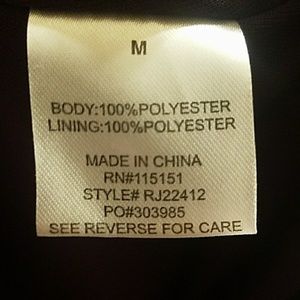 M
BODY:100%POLYESTER
LINING:100%POLYESTER
MADE IN CHINA
RN#115151
STYLE# RJ22412
PO#303985
SEE REVERSE FOR CARE